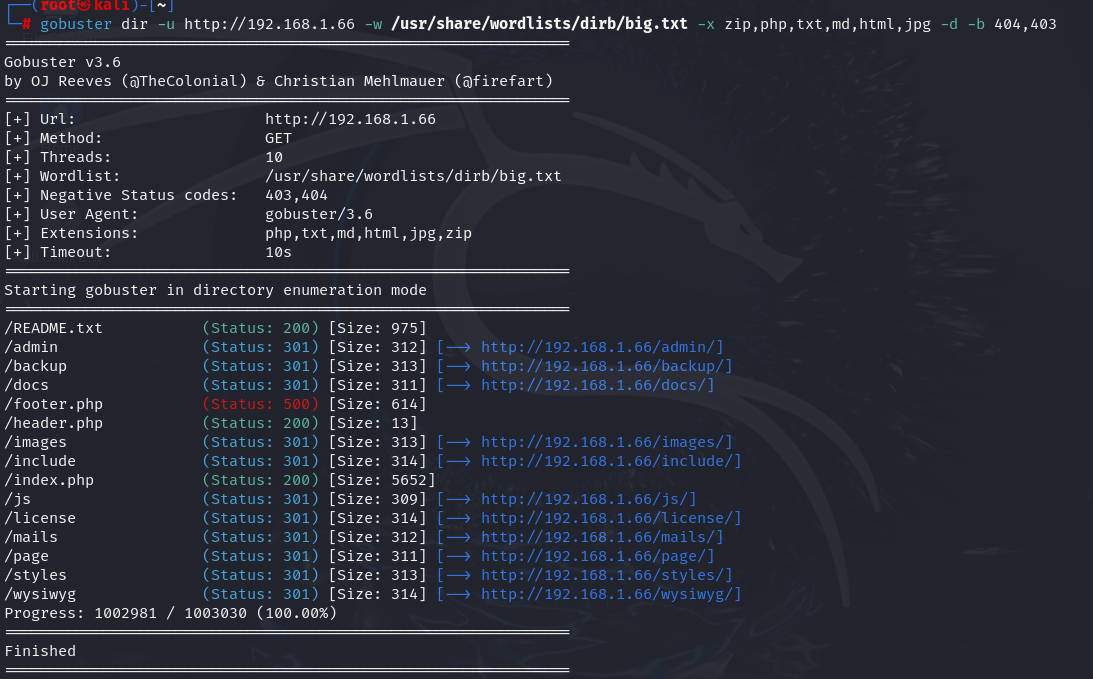 ┌──(root㉿kali)-[~]
└─# gobuster dir -u http://192.168.1.66 -w /usr/share/wordlists/dirb/big.txt -x zip,php,txt,md,html,jpg -d -b 404,403
===============================================================
Gobuster v3.6
by OJ Reeves (@TheColonial) & Christian Mehlmauer (@firefart)
===============================================================
[+] Url:                     http://192.168.1.66
[+] Method:                  GET
[+] Threads:                 10
[+] Wordlist:                /usr/share/wordlists/dirb/big.txt
[+] Negative Status codes:   403,404
[+] User Agent:              gobuster/3.6
[+] Extensions:              php,txt,md,html,jpg,zip
[+] Timeout:                 10s
===============================================================
Starting gobuster in directory enumeration mode
===============================================================
/README.txt           (Status: 200) [Size: 975]
/admin                (Status: 301) [Size: 312] [--> http://192.168.1.66/admin/]
/backup               (Status: 301) [Size: 313] [--> http://192.168.1.66/backup/]
/docs                 (Status: 301) [Size: 311] [--> http://192.168.1.66/docs/]
/footer.php           (Status: 500) [Size: 614]
/header.php           (Status: 200) [Size: 13]
/images               (Status: 301) [Size: 313] [--> http://192.168.1.66/images/]
/include              (Status: 301) [Size: 314] [--> http://192.168.1.66/include/]
/index.php            (Status: 200) [Size: 5652]
/js                   (Status: 301) [Size: 309] [--> http://192.168.1.66/js/]
/license              (Status: 301) [Size: 314] [--> http://192.168.1.66/license/]
/mails                (Status: 301) [Size: 312] [--> http://192.168.1.66/mails/]
/page                 (Status: 301) [Size: 311] [--> http://192.168.1.66/page/]
/styles               (Status: 301) [Size: 313] [--> http://192.168.1.66/styles/]
/wysiwyg              (Status: 301) [Size: 314] [--> http://192.168.1.66/wysiwyg/]
Progress: 1002981 / 1003030 (100.00%)
===============================================================
Finished
===============================================================